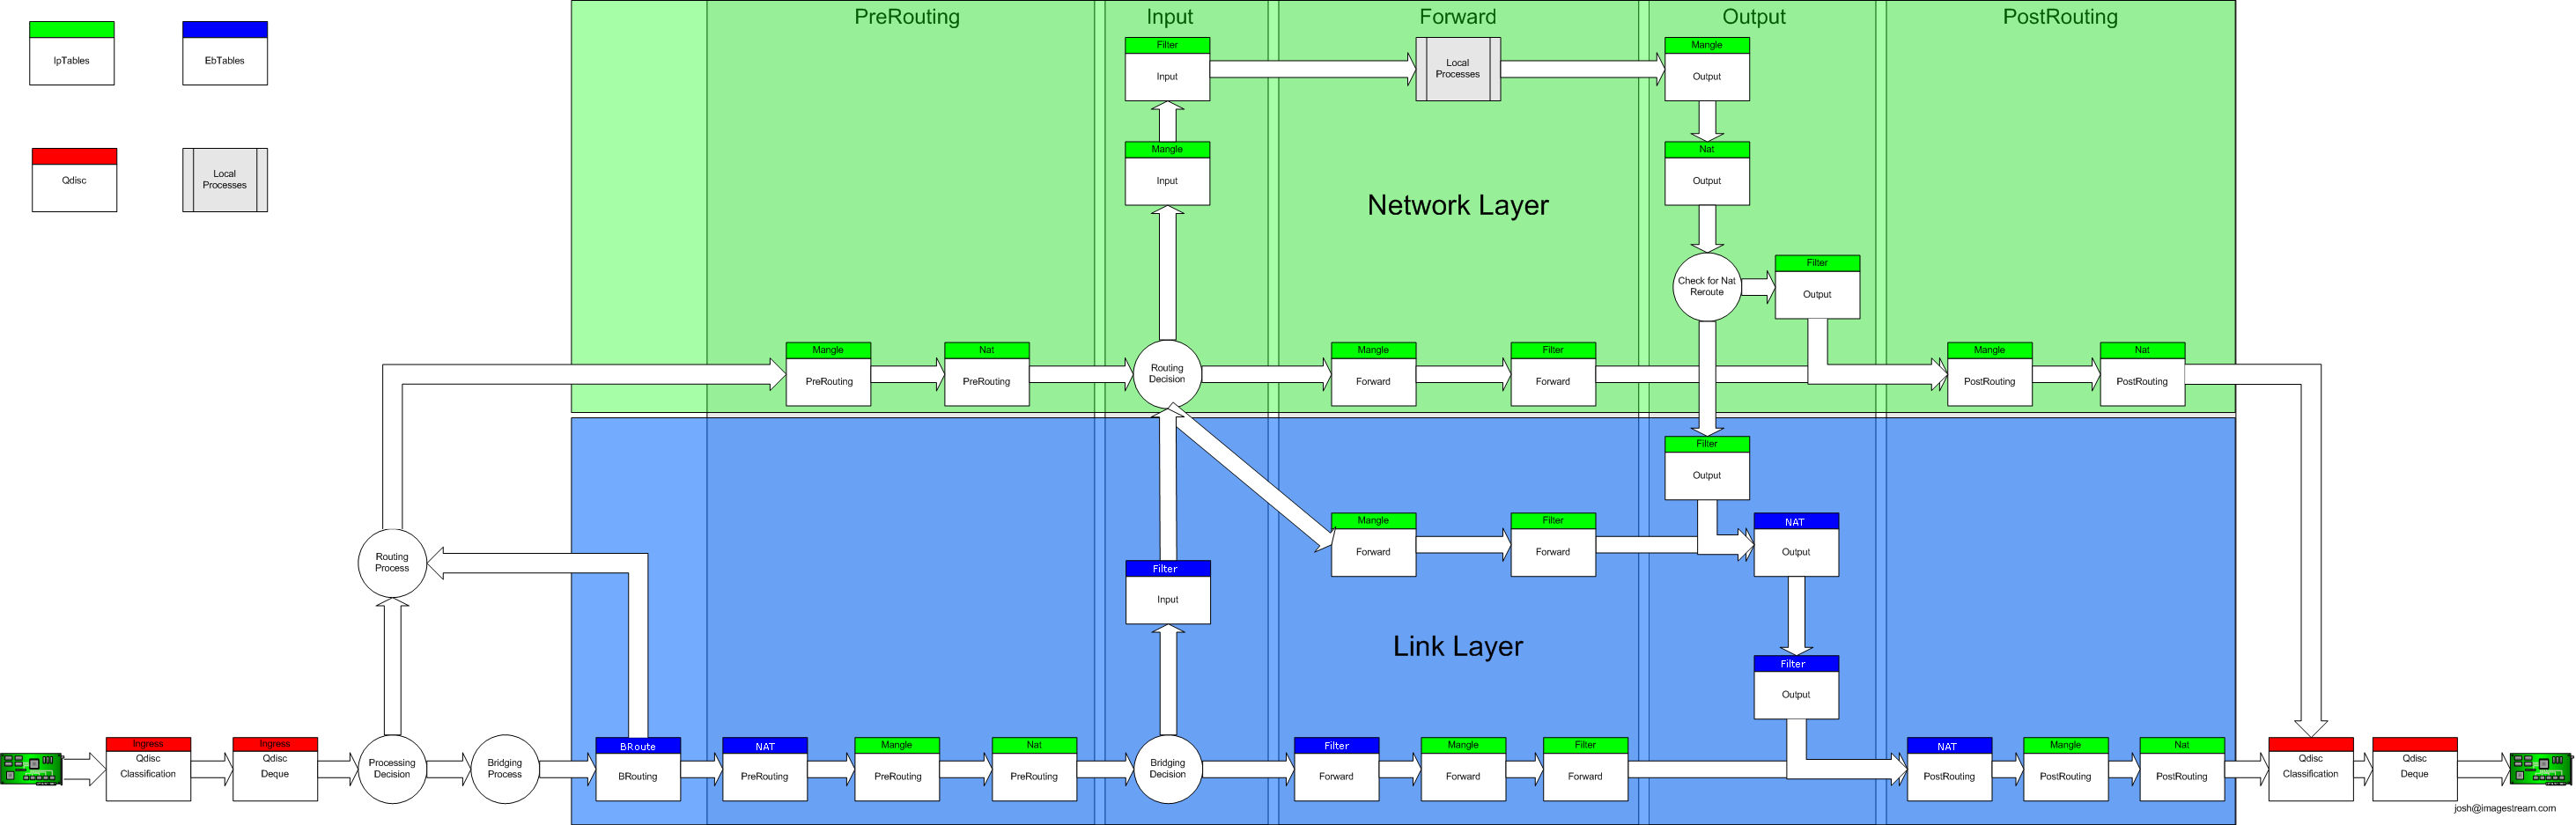 PreRouting
Input
Forward
Output
PostRouting
IpTables
EbTables
Qdisc
Local
Processes
Filter
Input
Local
Processes
Mangle
Output
Mangle
Input
Nat
Output
Network Layer
Check for Nat
Reroute
Filter
Output
Mangle
PreRouting
Nat
PreRouting
Routing
Decision
Mangle
Forward
Filter
Forward
Mangle
PostRouting
Nat
PostRouting
Filter
Output
Routing
Process
Mangle
Forward
Filter
Forward
NAT
Output
Filter
Input
Link Layer
Filter
Output
Ingress
Qdisc
Classification
Ingress
Qdisc
Deque
Processing
Decision
Bridging
Process
BRoute
BRouting
NAT
PreRouting
Mangle
PreRouting
Nat
PreRouting
Bridging
Decision
Filter
Forward
Mangle
Forward
Filter
Forward
NAT
PostRouting
Mangle
PostRouting
Nat
PostRouting
Qdisc
Classification
Qdisc
Deque
josh@imagestream.com